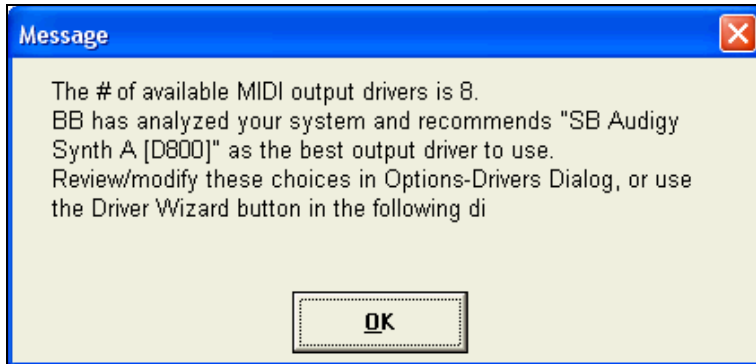 Message
The # of available MIDI output drivers is 8.
BB has analyzed your system and recommends "SB Audigy
Synth A [D800]" as the best output driver to use.
Review/modify these choices in Options-Drivers Dialog, or use
the Driver Wizard button in the following di
OK